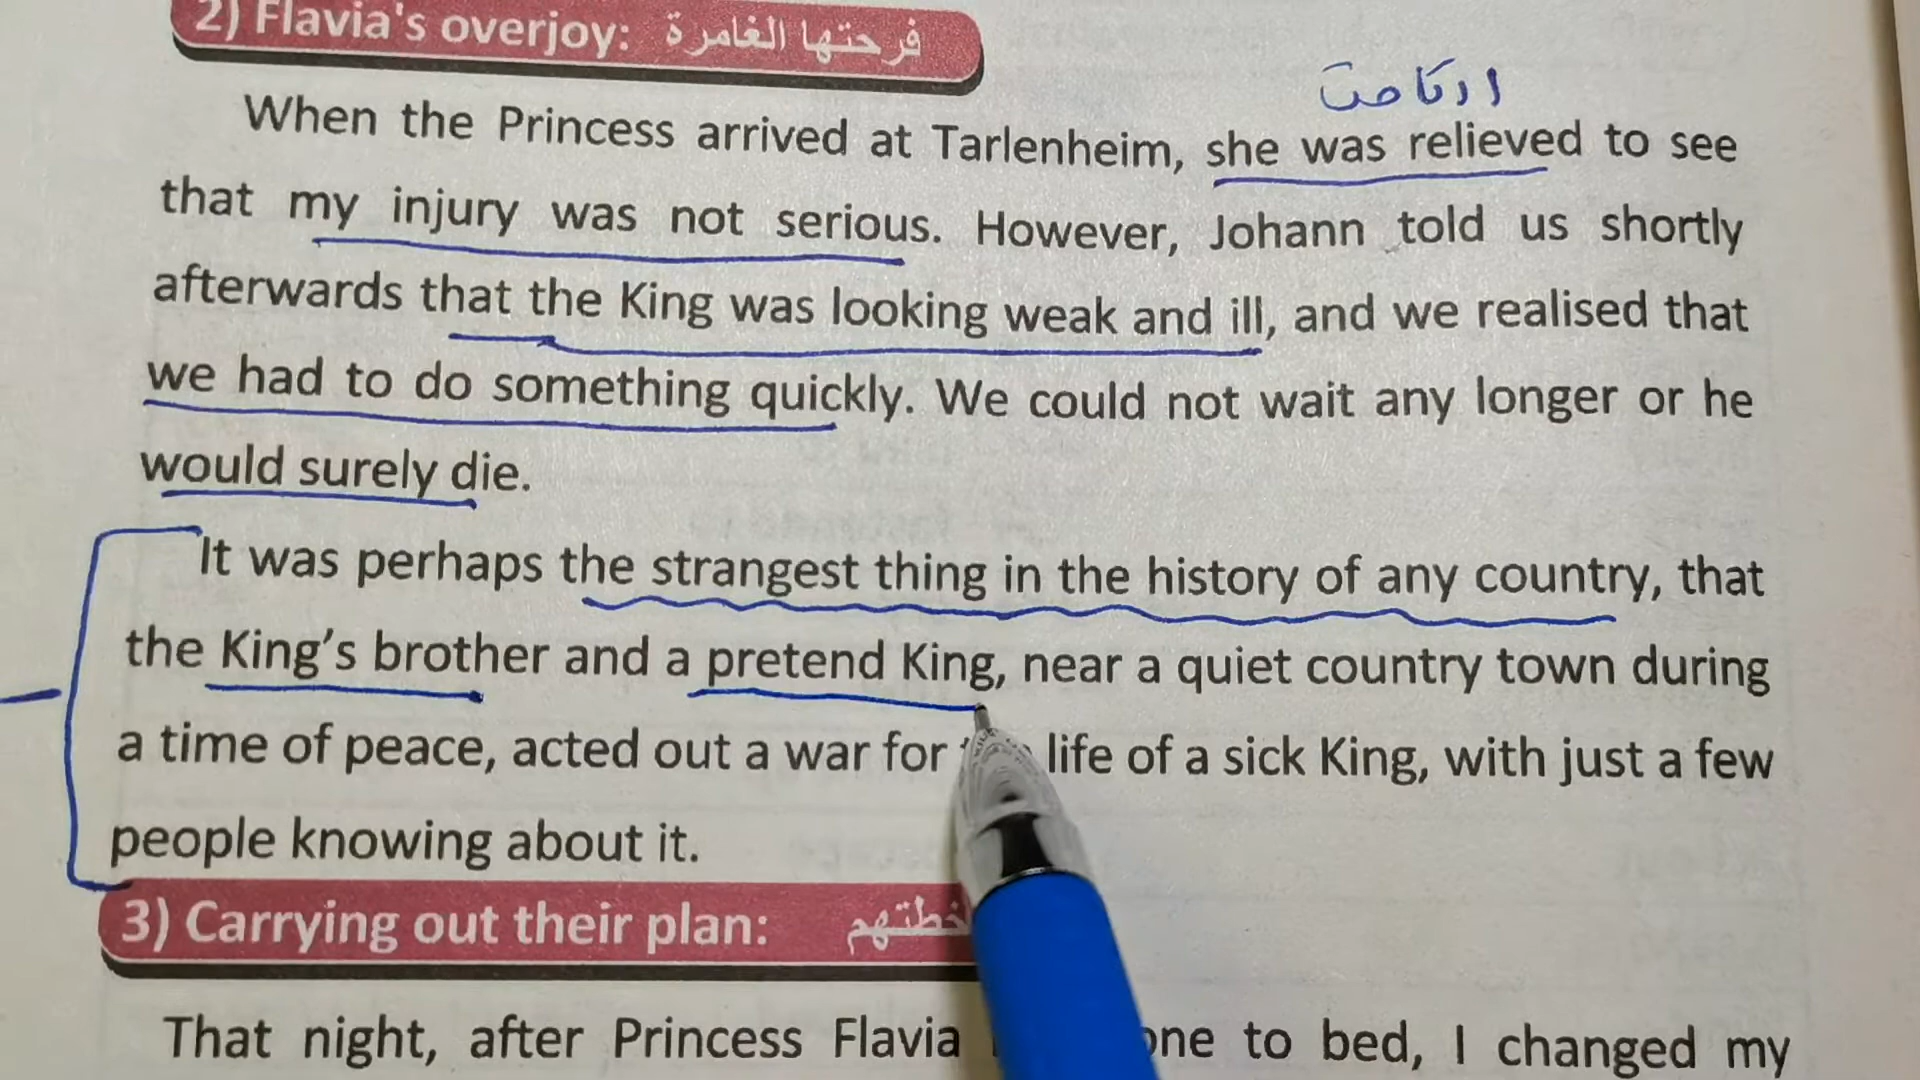 2) Flavia's overjoy: فرحتها الغامرة
ارتاحت
When the Princess arrived at Tarlenheim, she was relieved to see
that my injury was not serious. However, Johann told us shortly
afterwards that the King was looking weak and ill, and we realised that
we had to do something quickly. We could not wait any longer or he
would surely die.
It was perhaps the strangest thing in the history of any country, that
the King's brother and a pretend King, near a quiet country town during
a time of peace, acted out a war for life of a sick King, with just a few
people knowing about it.
3) Carrying out their plan: خطتهم
That night, after Princess Flavia to bed, I changed my